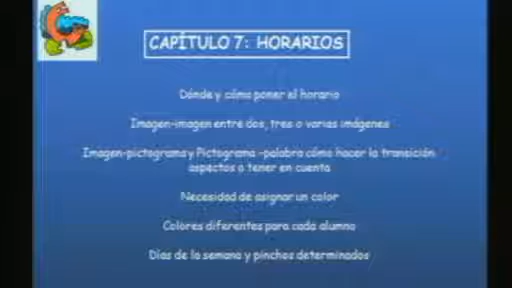 CAPÍTULO 7: HORARIOS
Dónde y cómo poner el horario
Imagen-imagen entre dos, tres o varias imágenes
Imagen-pictograma y Pictograma -palabra cómo hacer la transición
aspectos a tener en cuenta
Necesidad de asignar un color
Colores diferentes para cada alumno
Días de la semana y pinchos determinados